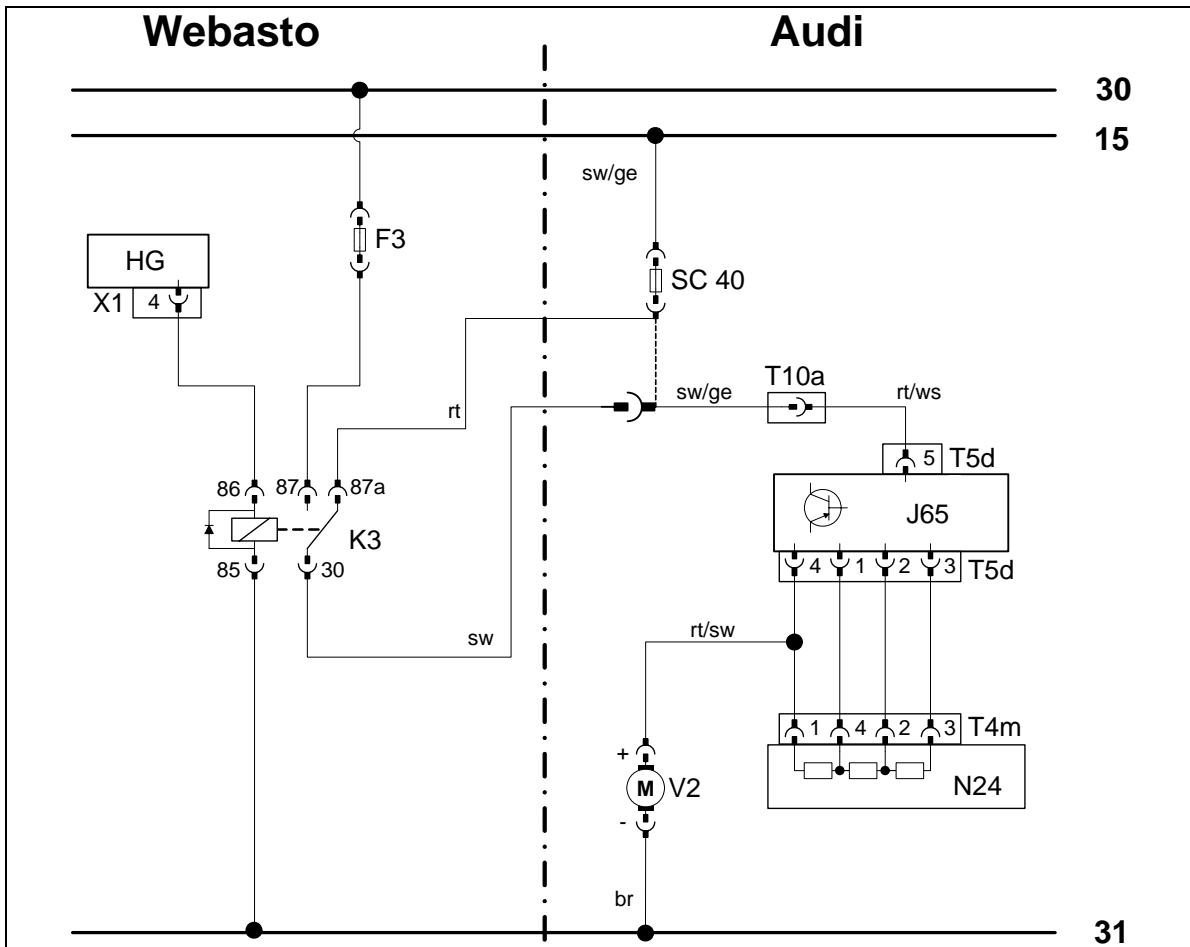 Webasto Audi
30
15
sw/ge
F3
HG
SC 40
X1 4
T10a
sw/ge rt/ws
rt
5 T5d
86 87 87a
J65
K3
85 30
4 1 2 3 T5d
sw
rt/sw
1 4 2 3 T4m
+
M V2
N24
-
br
31